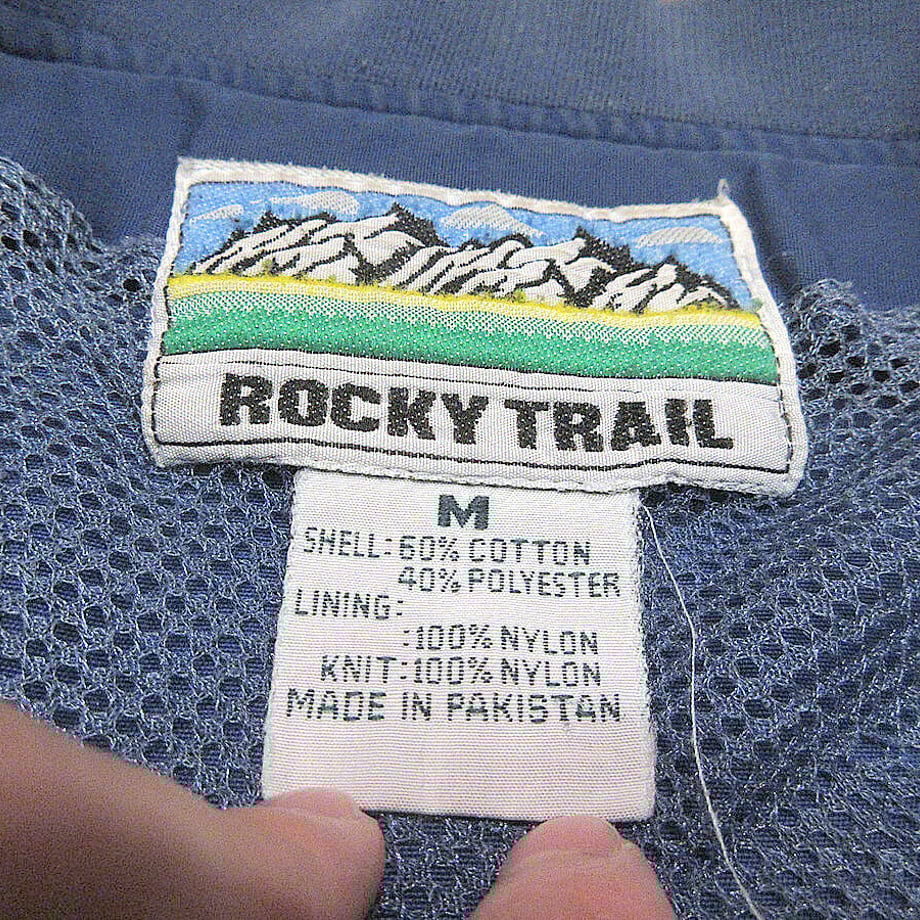 ROCKY TRAIL
M
SHELL: 60% COTTON
40% POLYESTER
LINING:
:100% NYLON
KNIT:100% NYLON
MADE IN PAKISTAN